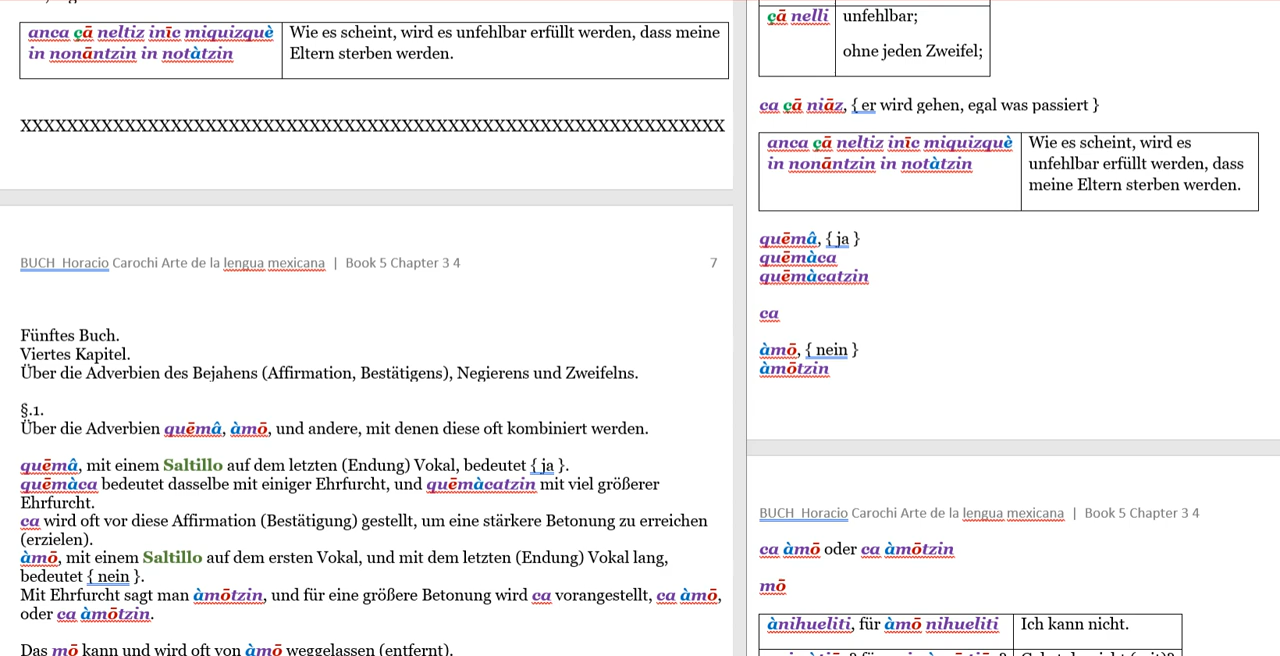 anca çā neltiz inīc miquizquè
in nonāntzin in notàtzin
Wie es scheint, wird es unfehlbar erfüllt werden, dass meine
Eltern sterben werden.
XXXXXXXXXXXXXXXXXXXXXXXXXXXXXXXXXXXXXXXXXXXXXXXXXXXXXXXXXXXXX
BUCH Horacio Carochi Arte de la lengua mexicana | Book 5 Chapter 3 4 7
Fünftes Buch.
Viertes Kapitel.
Über die Adverbien des Bejahens (Affirmation, Bestätigens), Negierens und Zweifelns.
§.1.
Über die Adverbien quēmâ, àmō, und andere, mit denen diese oft kombiniert werden.
quēmâ, mit einem Saltillo auf dem letzten (Endung) Vokal, bedeutet { ja }.
quēmàca bedeutet dasselbe mit einiger Ehrfurcht, und quēmàcatzin mit viel größerer
Ehrfurcht.
ca wird oft vor diese Affirmation (Bestätigung) gestellt, um eine stärkere Betonung zu erreichen
(erzielen).
àmō, mit einem Saltillo auf dem ersten Vokal, und mit dem letzten (Endung) Vokal lang,
bedeutet { nein }.
Mit Ehrfurcht sagt man àmōtzin, und für eine größere Betonung wird ca vorangestellt, ca àmō,
oder ca àmōtzin.
Das mō kann und wird oft von àmō weggelassen (entfernt).
çā nelli
unfehlbar;
ohne jeden Zweifel;
ca çā niāz, { er wird gehen, egal was passiert }
anca çā neltiz inīc miquizquè
in nonāntzin in notàtzin
Wie es scheint, wird es
unfehlbar erfüllt werden, dass
meine Eltern sterben werden.
quēmâ, { ja }
quēmàca
quēmàcatzin
ca
àmō, { nein }
àmōtzin
BUCH Horacio Carochi Arte de la lengua mexicana | Book 5 Chapter 3 4
ca àmō oder ca àmōtzin
mō
ànihueliti, für àmō nihueliti
Ich kann nicht.